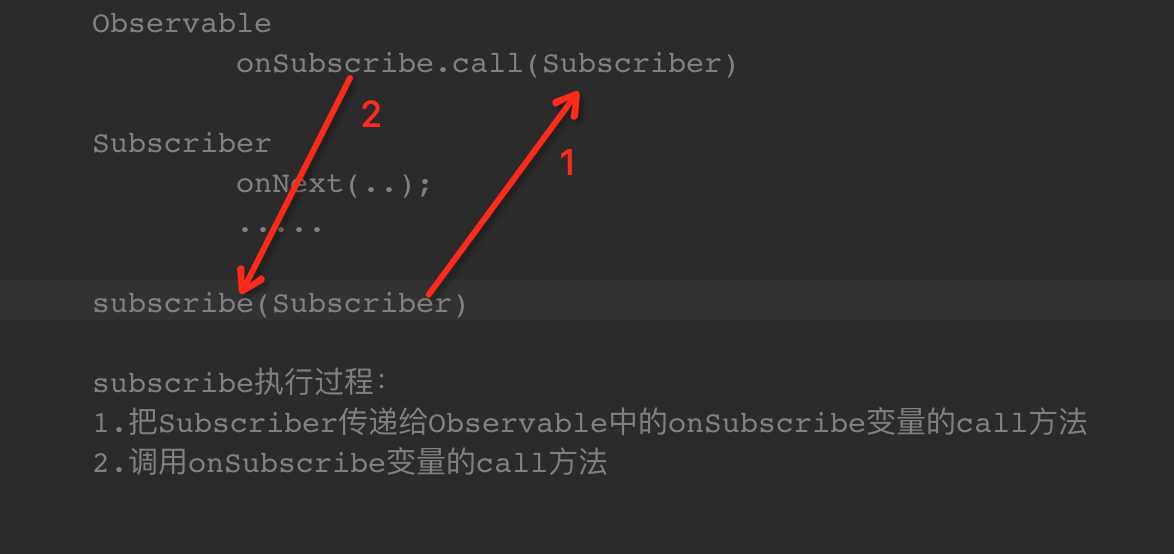 Observable
onSubscribe.call(Subscriber)
2
Subscriber
1
onNext(..);
.....
subscribe(Subscriber)
subscribe执行过程:
1.把Subscriber传递给Observable中的onSubscribe变量的call方法
2.调用onSubscribe变量的call方法